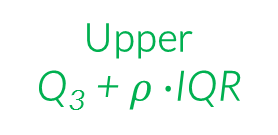 Upper
Q₃ + ρ ·IQR